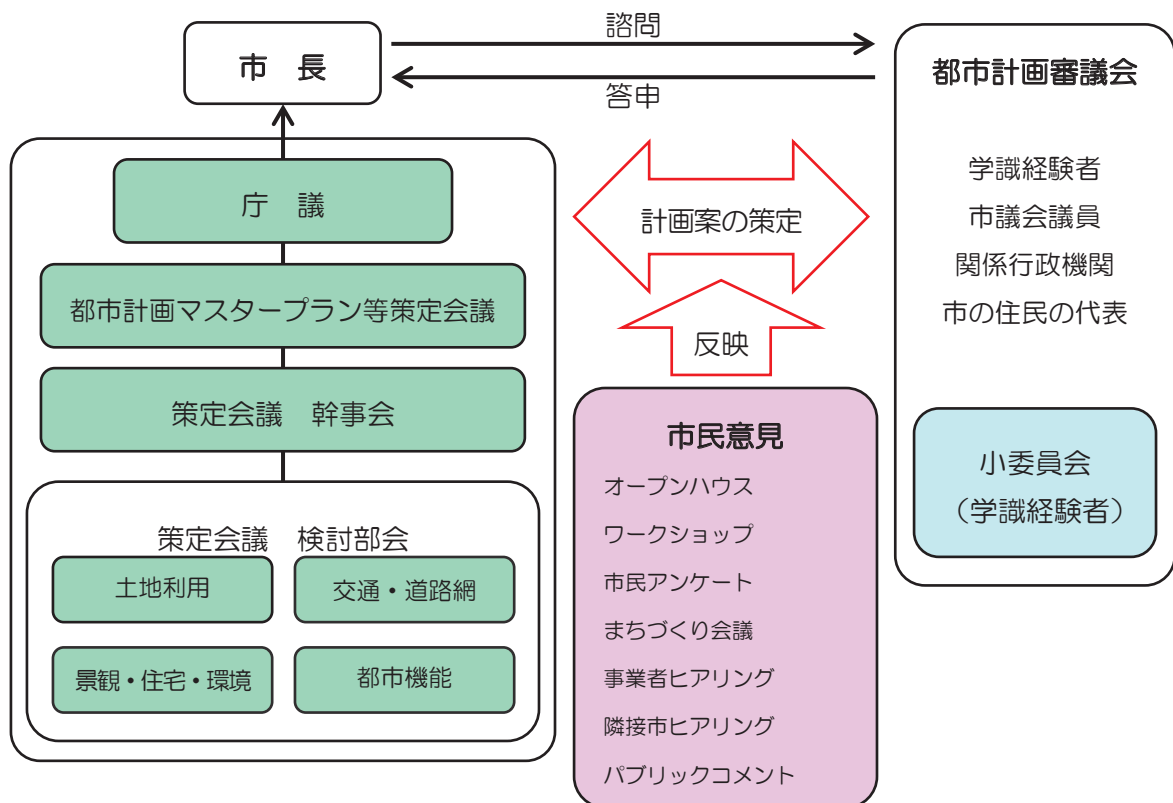 諮問
市　長
答申
都市計画審議会
学識経験者
市議会議員
関係行政機関
市の住民の代表
小委員会
（学識経験者）
庁　議
都市計画マスタープラン等策定会議
策定会議　幹事会
策定会議　検討部会
土地利用
交通・道路網
景観・住宅・環境
都市機能
計画案の策定
反映
市民意見
オープンハウス
ワークショップ
市民アンケート
まちづくり会議
事業者ヒアリング
隣接市ヒアリング
パブリックコメント